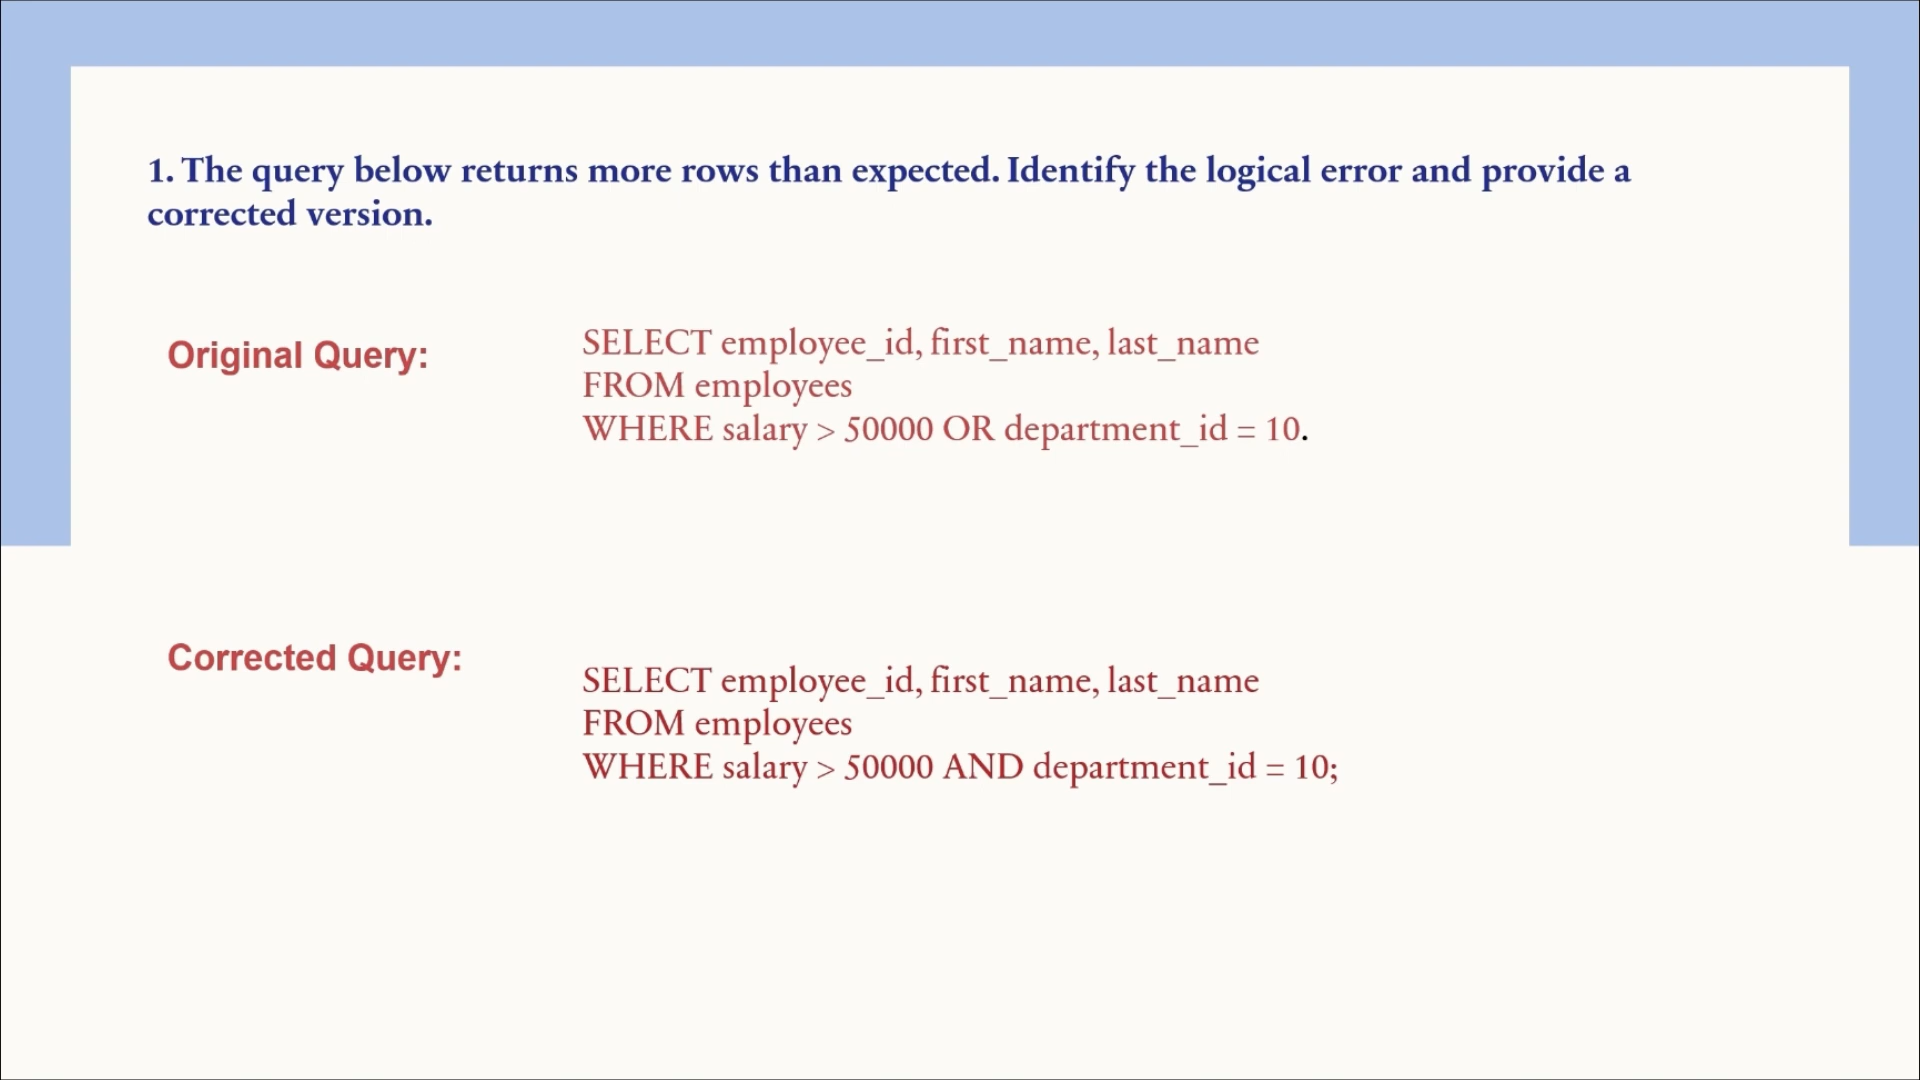 1. The query below returns more rows than expected. Identify the logical error and provide a
corrected version.
Original Query:
SELECT employee_id, first_name, last_name
FROM employees
WHERE salary > 50000 OR department_id = 10.
Corrected Query:
SELECT employee_id, first_name, last_name
FROM employees
WHERE salary > 50000 AND department_id = 10;